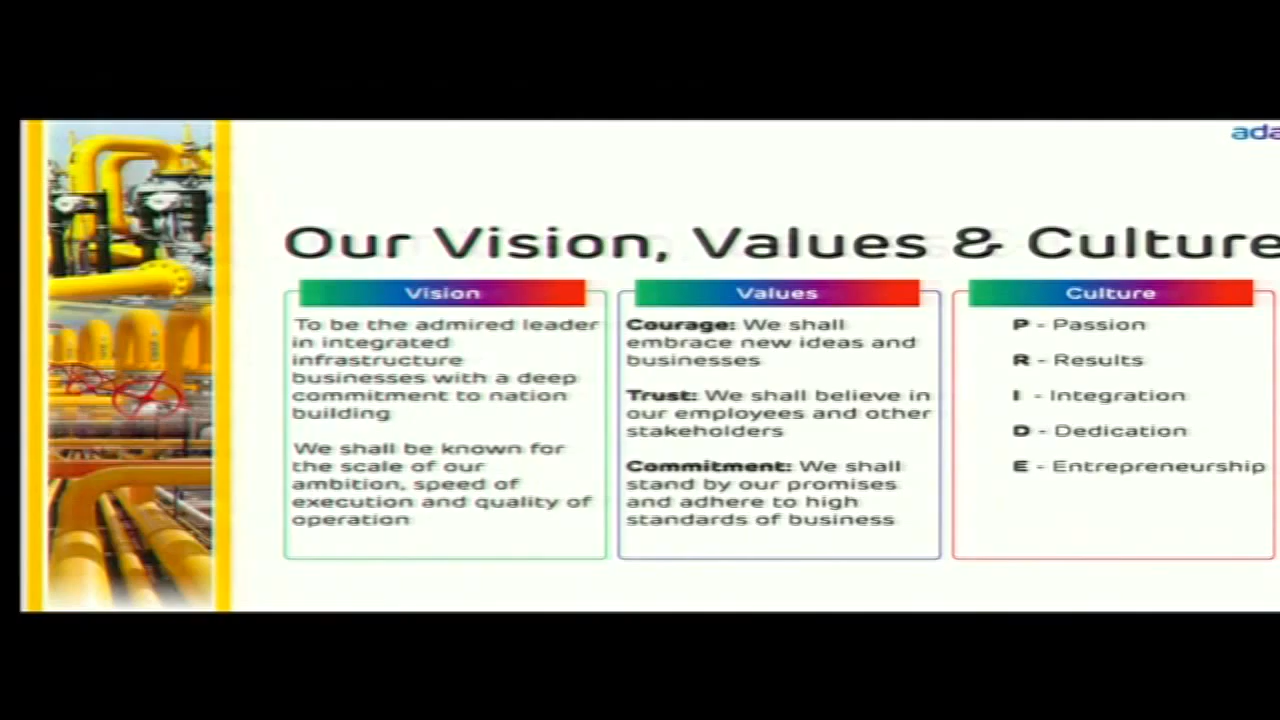 ada
Our Vision, Values & Culture
Vision
To be the admired leader
in integrated
infrastructure
businesses with a deep
commitment to nation
building
We shall be known for
the scale of our
ambition, speed of
execution and quality of
operation
Values
Courage: We shall
embrace new ideas and
businesses
Trust: We shall believe in
our employees and other
stakeholders
Commitment: We shall
stand by our promises
and adhere to high
standards of business
Culture
P - Passion
R - Results
I - Integration
D - Dedication
E - Entrepreneurship